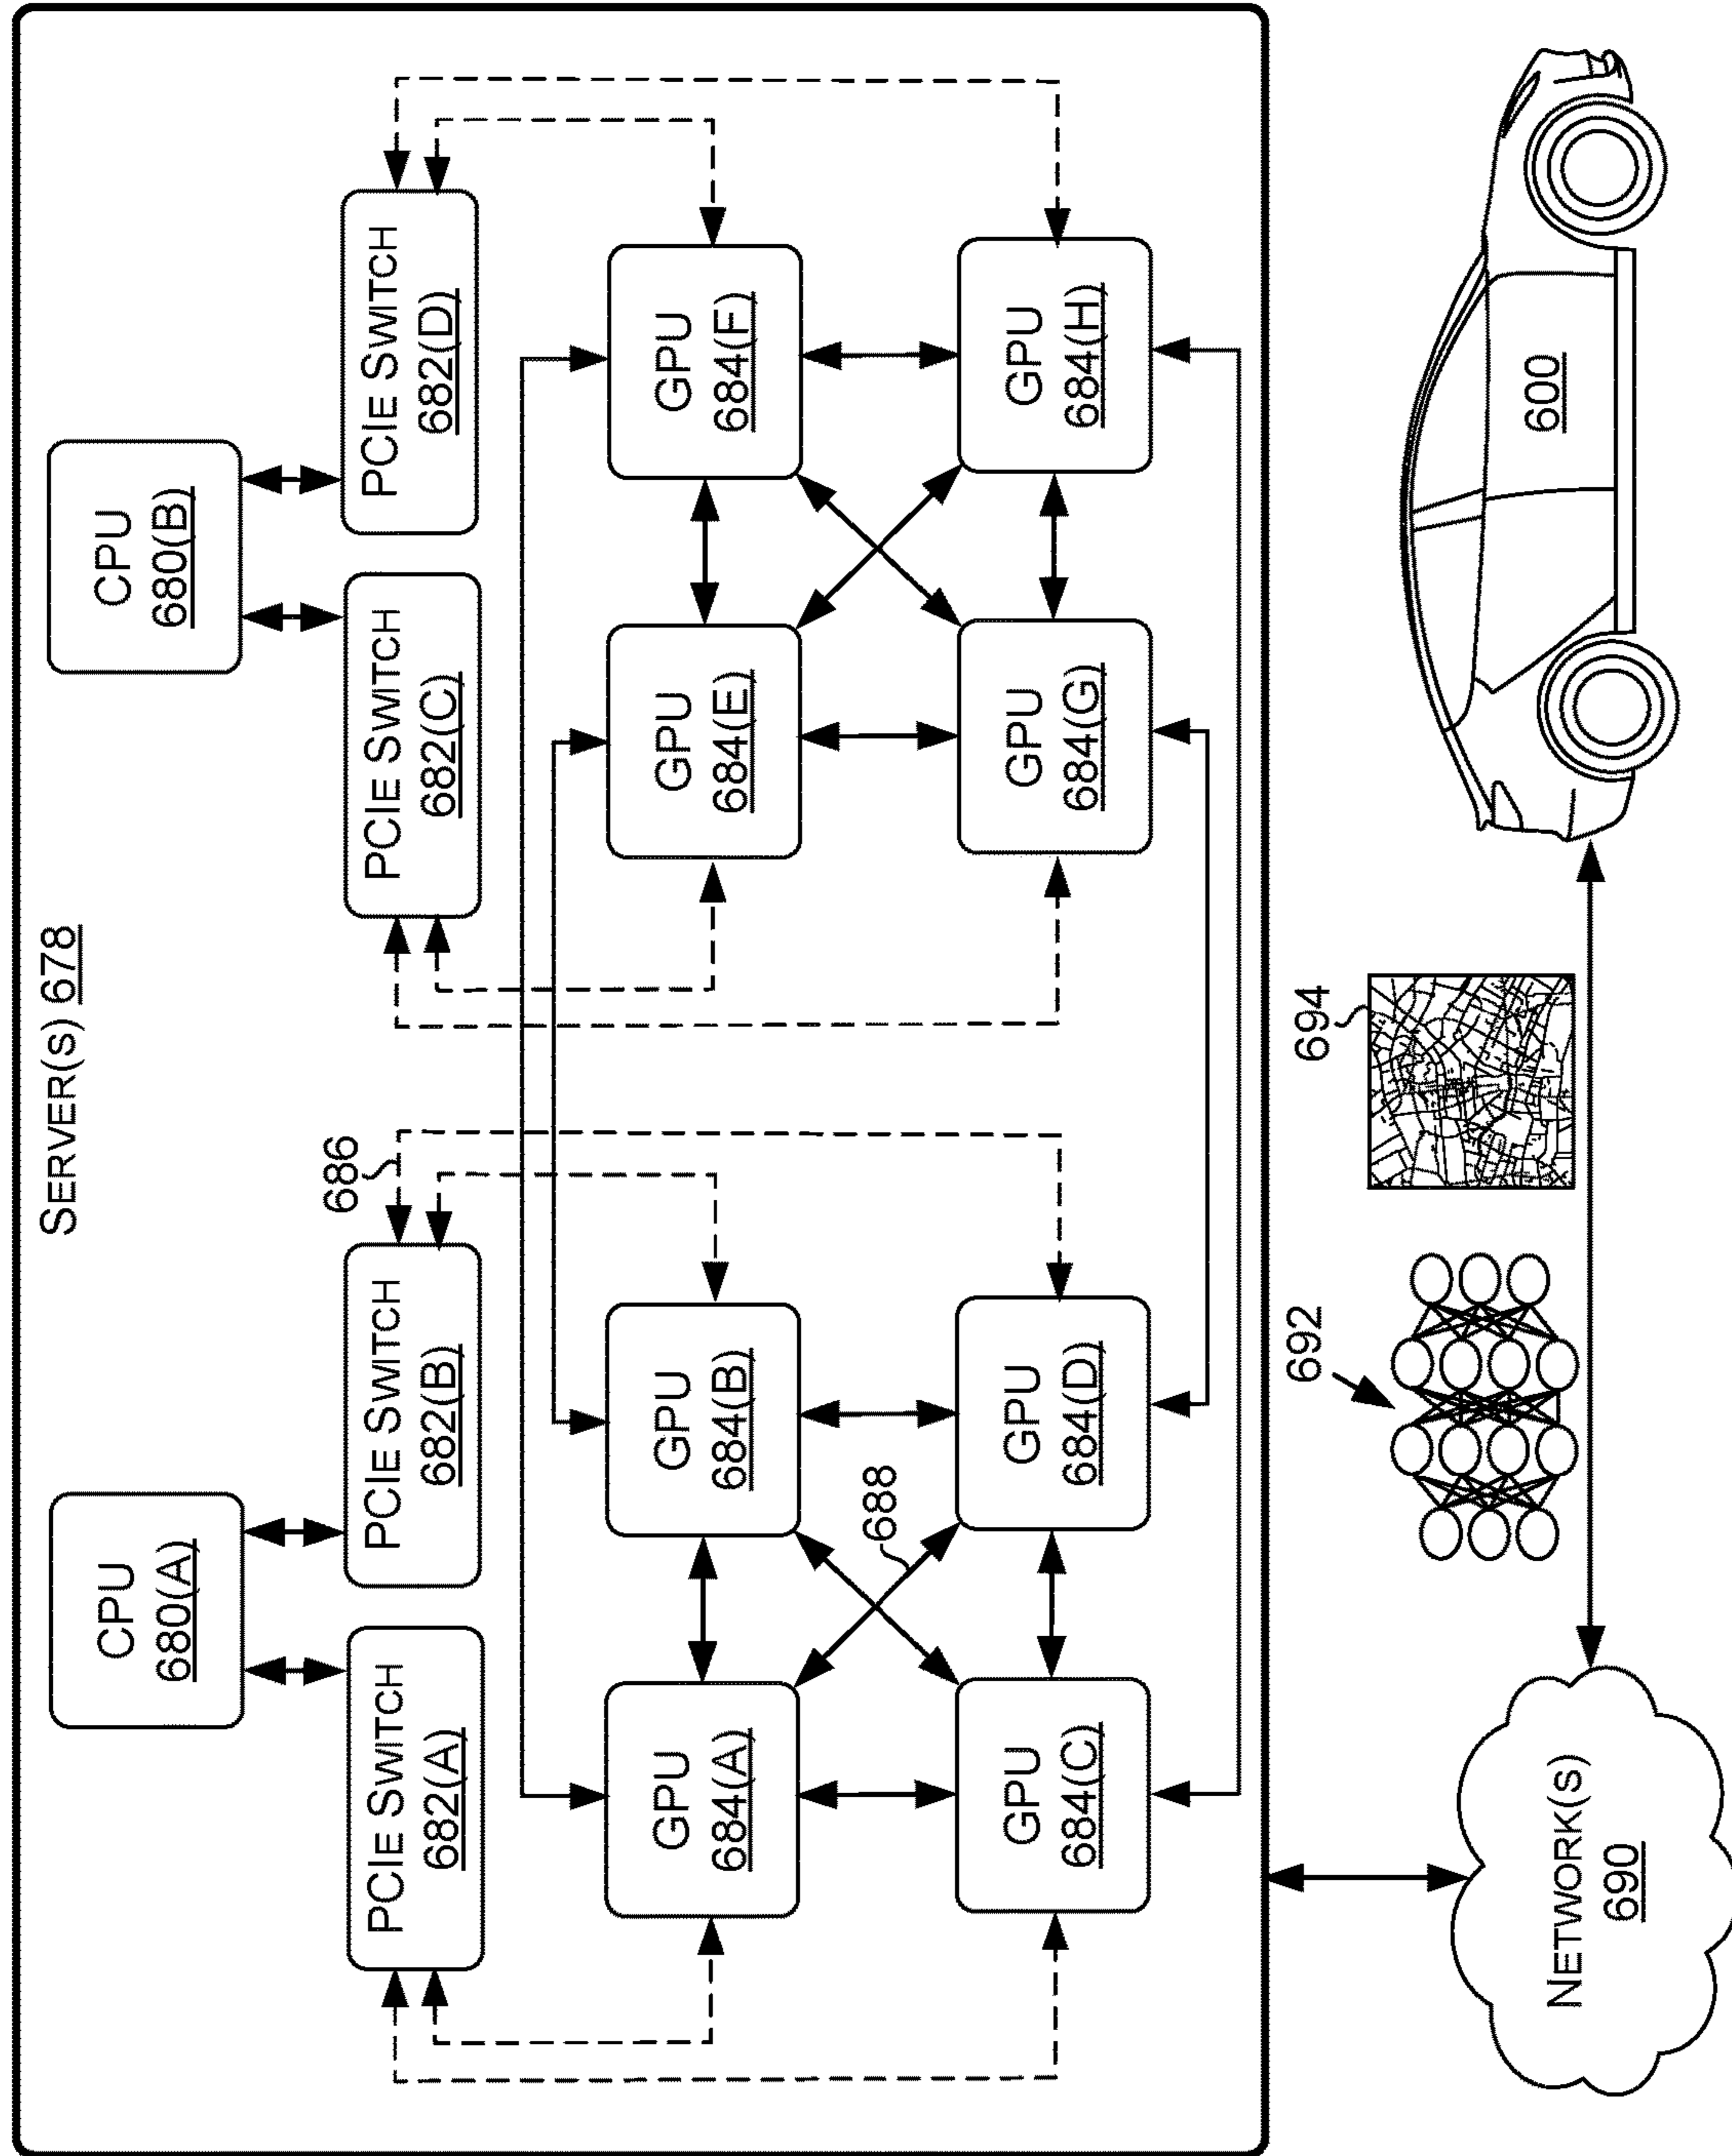 SERVER(S) 678
CPU
680(A)
CPU
680(B)
PCIE SWITCH
682(A)
PCIE SWITCH
682(B)
686
PCIE SWITCH
682(C)
PCIE SWITCH
682(D)
GPU
684(A)
GPU
684(B)
GPU
684(E)
GPU
684(F)
688
GPU
684(C)
GPU
684(D)
GPU
684(G)
GPU
684(H)
NETWORK(S)
690
692
694
600